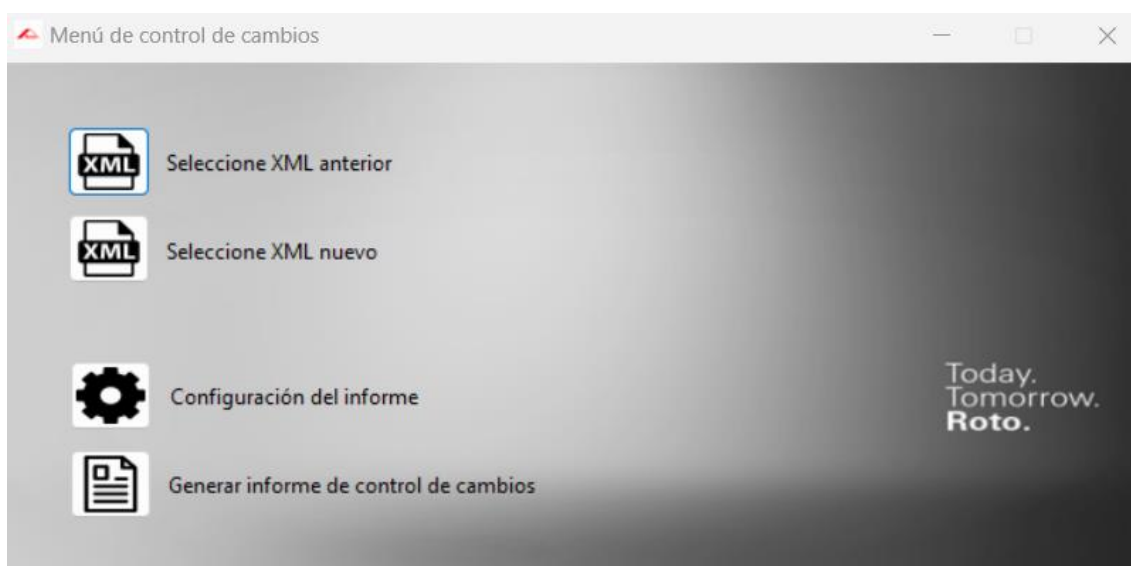 Menú de control de cambios
XML
Seleccione XML anterior
XML
Seleccione XML nuevo
Configuración del informe
Generar informe de control de cambios
Today.
Tomorrow.
Roto.